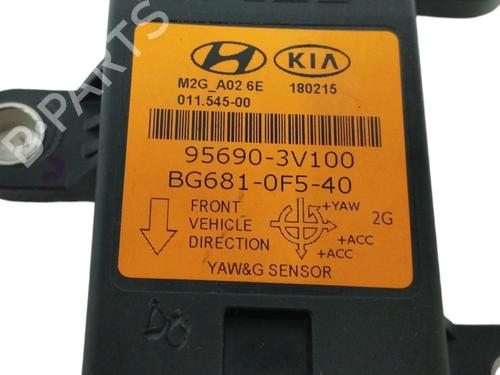 KIA
M2G_A02 6E 180215
011.545-00
95690-3V100
BG681-0F5-40
FRONT
VEHICLE
DIRECTION
+YAW
2G
+ACC
+ACC
YAW&G SENSOR
B-PARTS